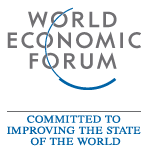 WORLD
ECONOMIC
FORUM
COMMITTED TO
IMPROVING THE STATE
OF THE WORLD